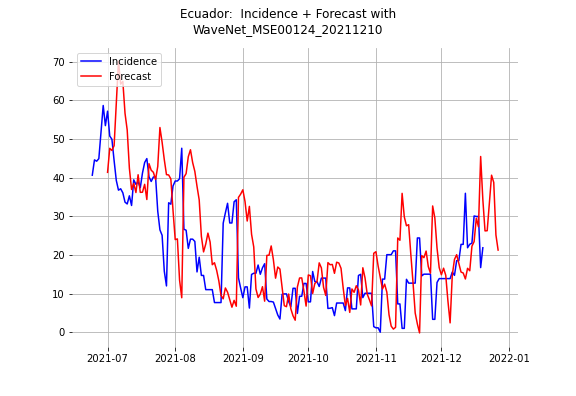 Ecuador:  Incidence + Forecast with
WaveNet_MSE00124_20211210
Incidence
Forecast
70
60
50
40
30
20
10
0
2021-07 2021-08 2021-09 2021-10 2021-11 2021-12 2022-01